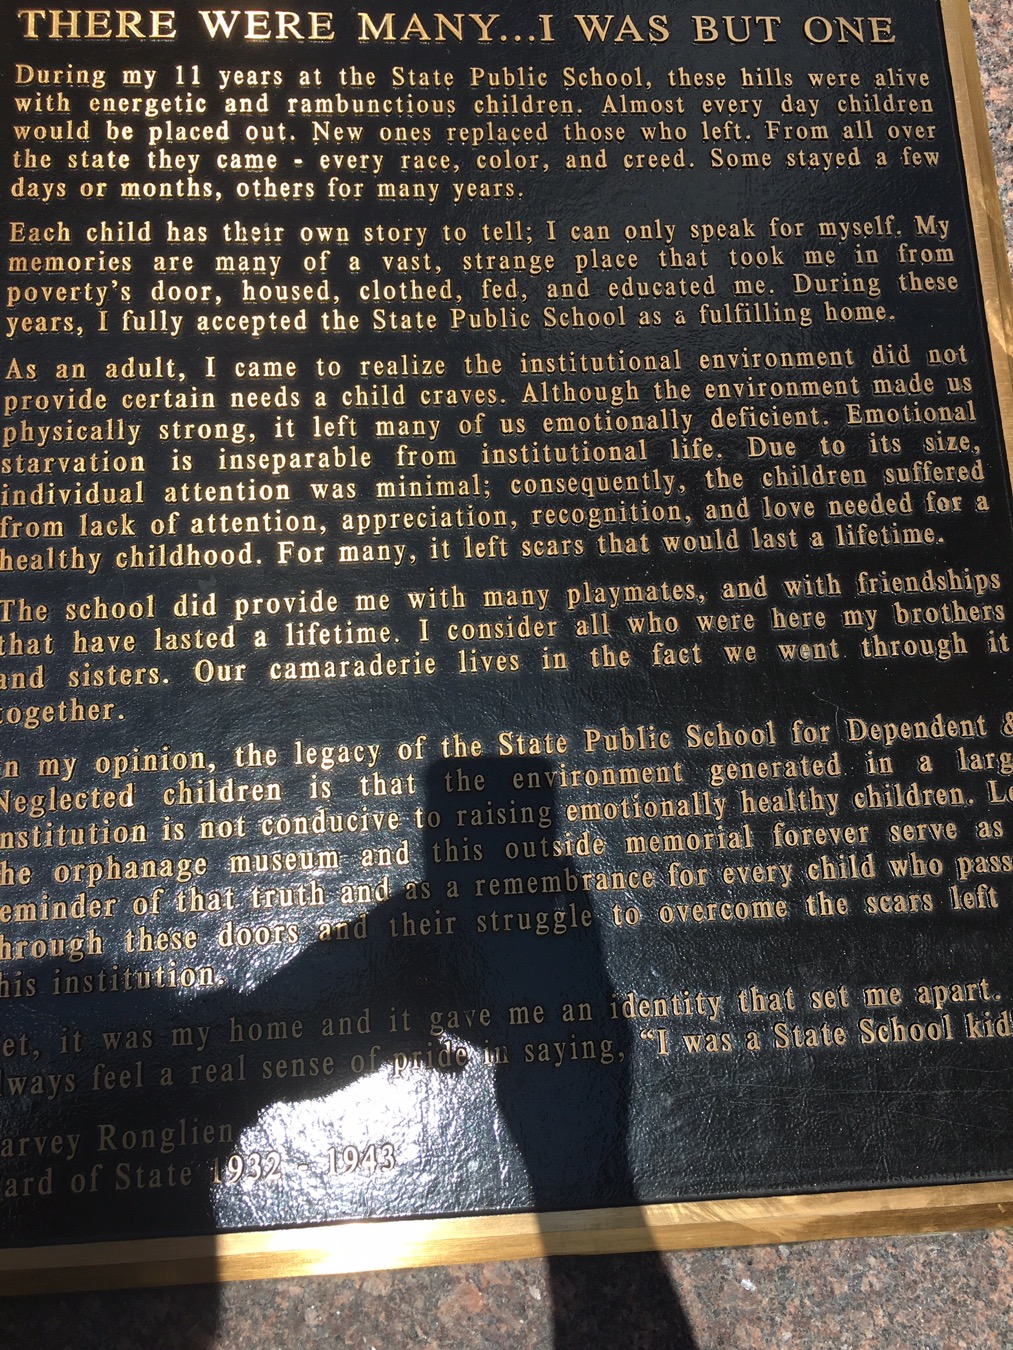 THERE WERE MANY...I WAS BUT ONE
During my 11 years at the State Public School, these hills were alive
with energetic and rambunctious children. Almost every day children
would be placed out. New ones replaced those who left. From all over
the state they came - every race, color, and creed. Some stayed a few
days or months, others for many years.
Each child has their own story to tell; I can only speak for myself. My
memories are many of a vast, strange place that took me in from
poverty's door, housed, clothed, fed, and educated me. During these
years, I fully accepted the State Public School as a fulfilling home.
As an adult, I came to realize the institutional environment did not
provide certain needs a child craves. Although the environment made us
physically strong, it left many of us emotionally deficient. Emotional
starvation is inseparable from institutional life. Due to its size,
individual attention was minimal; consequently, the children suffered
from lack of attention, appreciation, recognition, and love needed for a
healthy childhood. For many, it left scars that would last a lifetime.
The school did provide me with many playmates, and with friendships
that have lasted a lifetime. I consider all who were here my brothers
and sisters. Our camaraderie lives in the fact we went through it
together.
n my opinion, the legacy of the State Public School for Dependent &
Neglected children is that the environment generated in a larg
nstitution is not conducive to raising emotionally healthy children. Le
he orphanage museum and this outside memorial forever serve as
eminder of that truth and as a remembrance for every child who pass
hrough these doors and their struggle to overcome the scars left
his institution.
et, it was my home and it gave me an identity that set me apart.
lways feel a real sense of pride in saying, "I was a State School kid
arvey Ronglien
ard of State 1932 - 1943